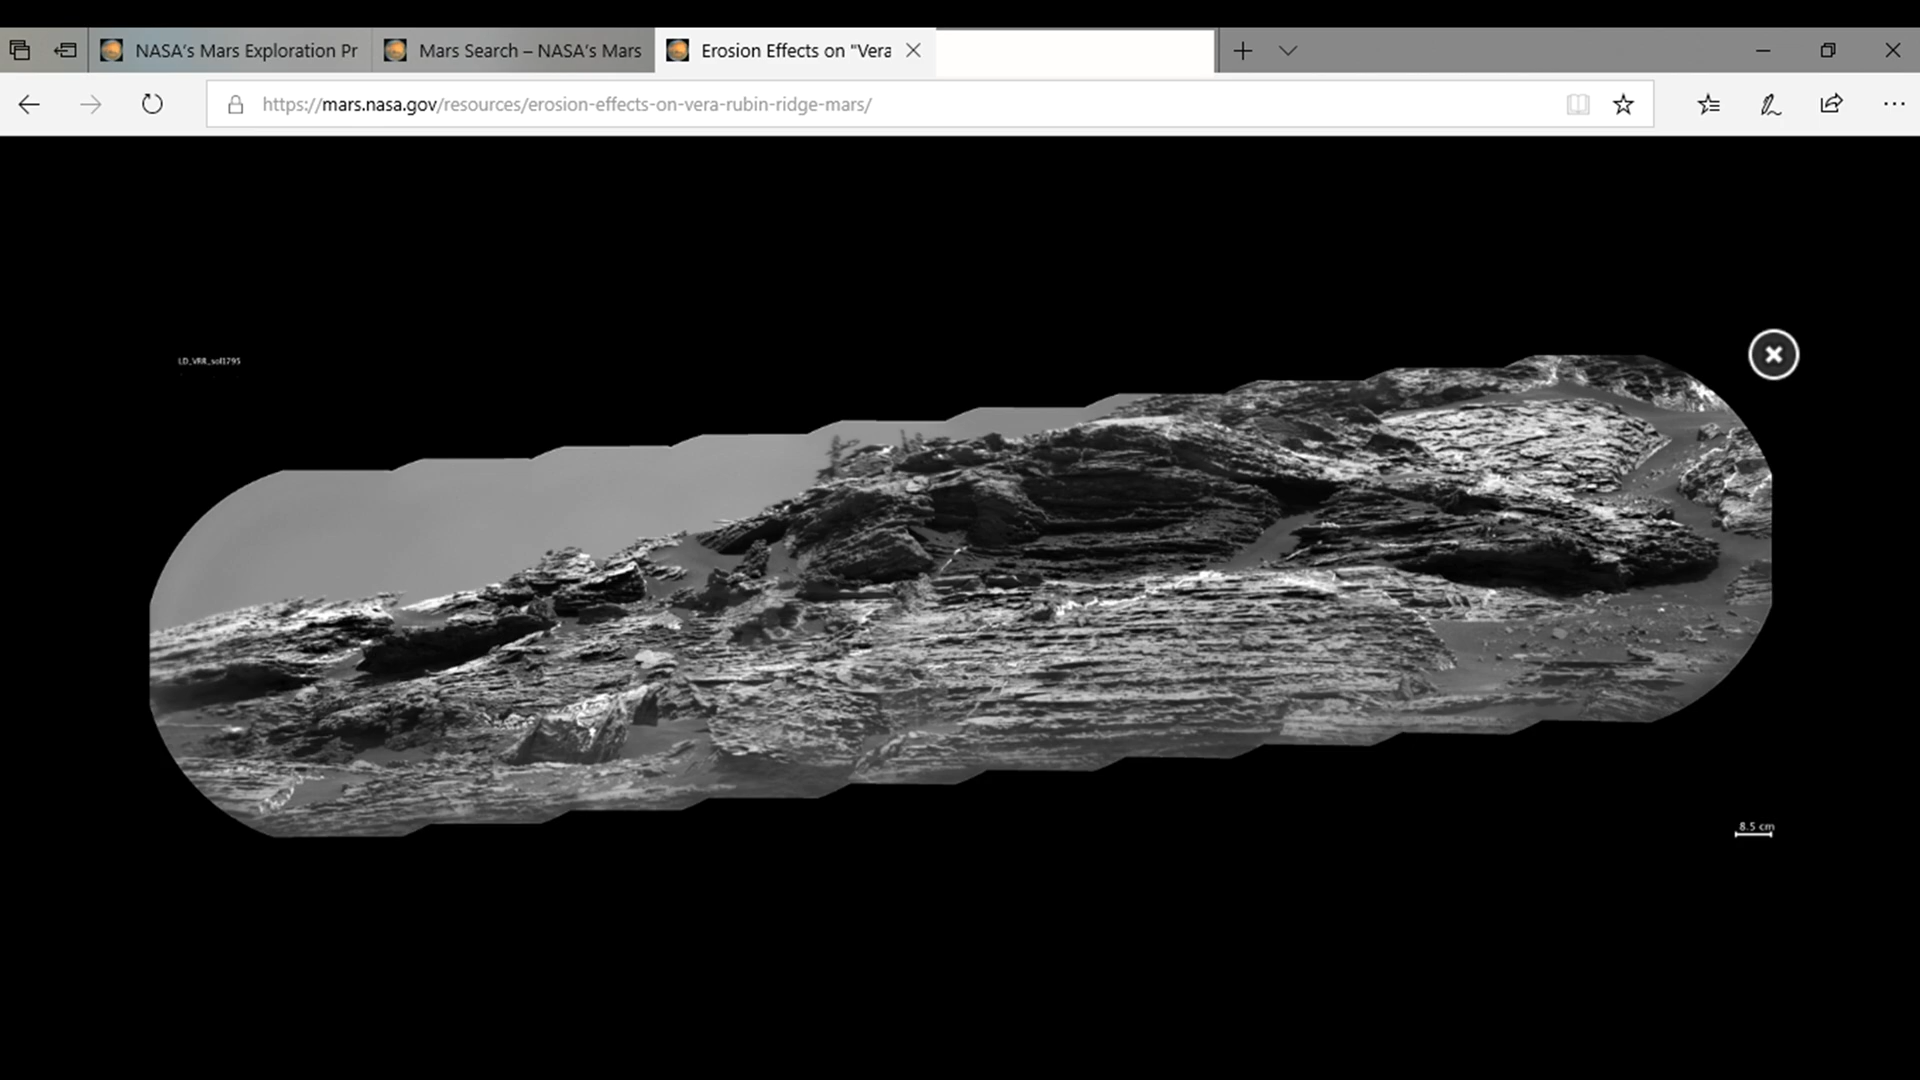 NASA's Mars Exploration Pr
Mars Search – NASA's Mars
Erosion Effects on "Vera
https://mars.nasa.gov/resources/erosion-effects-on-vera-rubin-ridge-mars/
LD_VRR_sol1795
8.5 cm